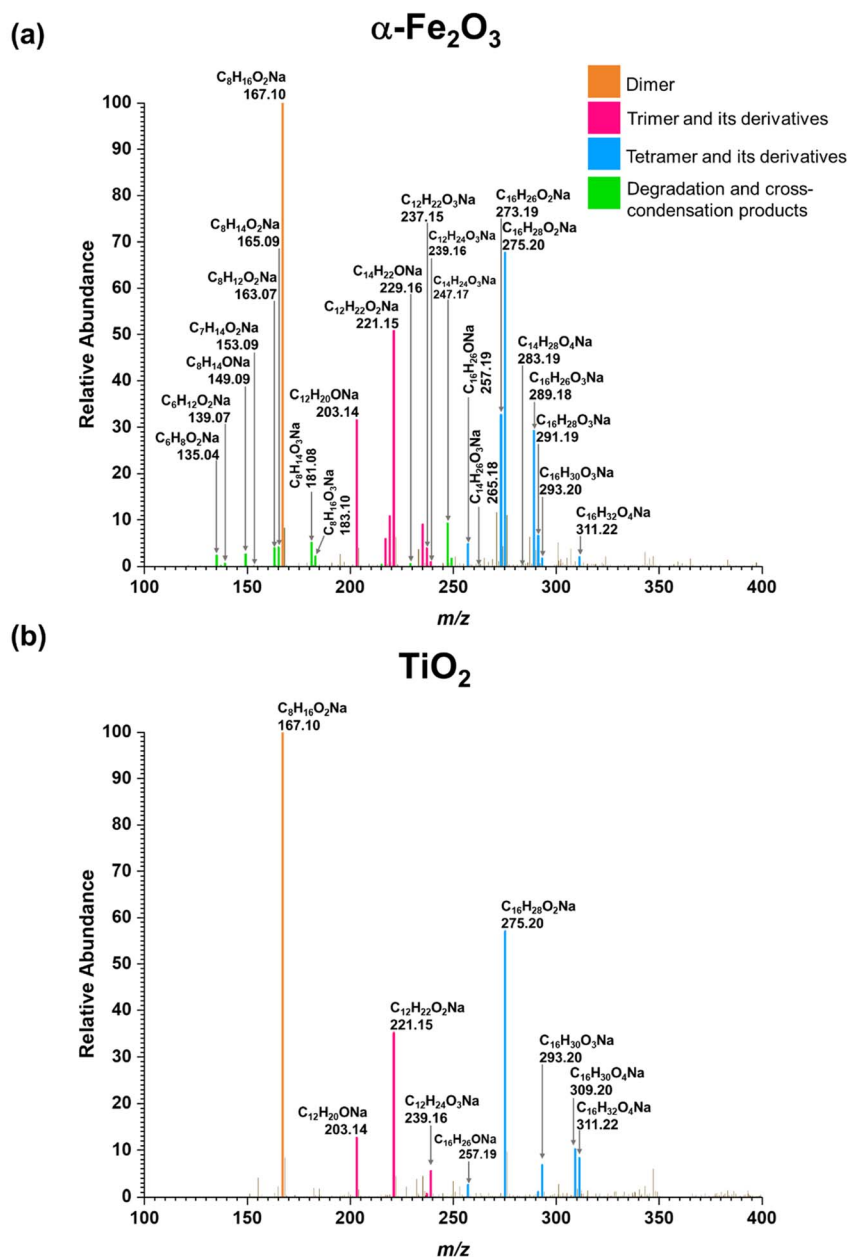 (a)
α-Fe₂O₃
Dimer
Trimer and its derivatives
Tetramer and its derivatives
Degradation and cross-
condensation products
Relative Abundance
100
90
80
70
60
50
40
30
20
10
0
C₈H₁₆O₂Na
167.10
C₈H₁₄O₂Na
165.09
C₈H₁₂O₂Na
163.07
C₇H₁₄O₂Na
153.09
C₈H₁₄ONa
149.09
C₆H₁₂O₂Na
139.07
C₆H₈O₂Na
135.04
C₈H₁₄O₃Na
181.08
C₈H₁₆O₃Na
183.10
C₁₂H₂₀ONa
203.14
C₁₂H₂₂O₂Na
221.15
C₁₄H₂₂ONa
229.16
C₁₂H₂₂O₃Na
237.15
C₁₂H₂₄O₃Na
239.16
C₁₄H₂₄O₃Na
247.17
C₁₆H₂₆ONa
257.19
C₁₄H₂₆O₃Na
265.18
C₁₆H₂₆O₂Na
273.19
C₁₆H₂₈O₂Na
275.20
C₁₄H₂₈O₄Na
283.19
C₁₆H₂₆O₃Na
289.18
C₁₆H₂₈O₃Na
291.19
C₁₆H₃₀O₃Na
293.20
C₁₆H₃₂O₄Na
311.22
100 150 200 250 300 350 400
m/z
(b)
TiO₂
Relative Abundance
100
90
80
70
60
50
40
30
20
10
0
C₈H₁₆O₂Na
167.10
C₁₂H₂₀ONa
203.14
C₁₂H₂₂O₂Na
221.15
C₁₂H₂₄O₃Na
239.16
C₁₆H₂₆ONa
257.19
C₁₆H₂₈O₂Na
275.20
C₁₆H₃₀O₃Na
293.20
C₁₆H₃₀O₄Na
309.20
C₁₆H₃₂O₄Na
311.22
100 150 200 250 300 350 400
m/z